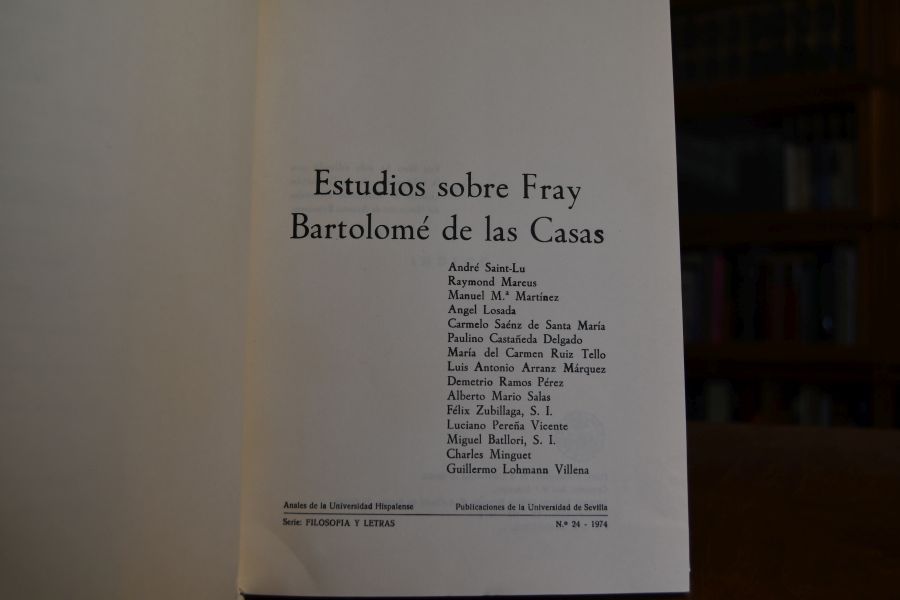 Estudios sobre Fray
Bartolomé de las Casas
André Saint-Lu
Raymond Marcus
Manuel M.ª Martínez
Angel Losada
Carmelo Saénz de Santa María
Paulino Castañeda Delgado
María del Carmen Ruiz Tello
Luis Antonio Arranz Márquez
Demetrio Ramos Pérez
Alberto Mario Salas
Félix Zubillaga, S. I.
Luciano Pereña Vicente
Miguel Batllori, S. I.
Charles Minguet
Guillermo Lohmann Villena
Anales de la Universidad Hispalense Publicaciones de la Universidad de Sevilla
Serie: FILOSOFIA Y LETRAS N.º 24 - 1974